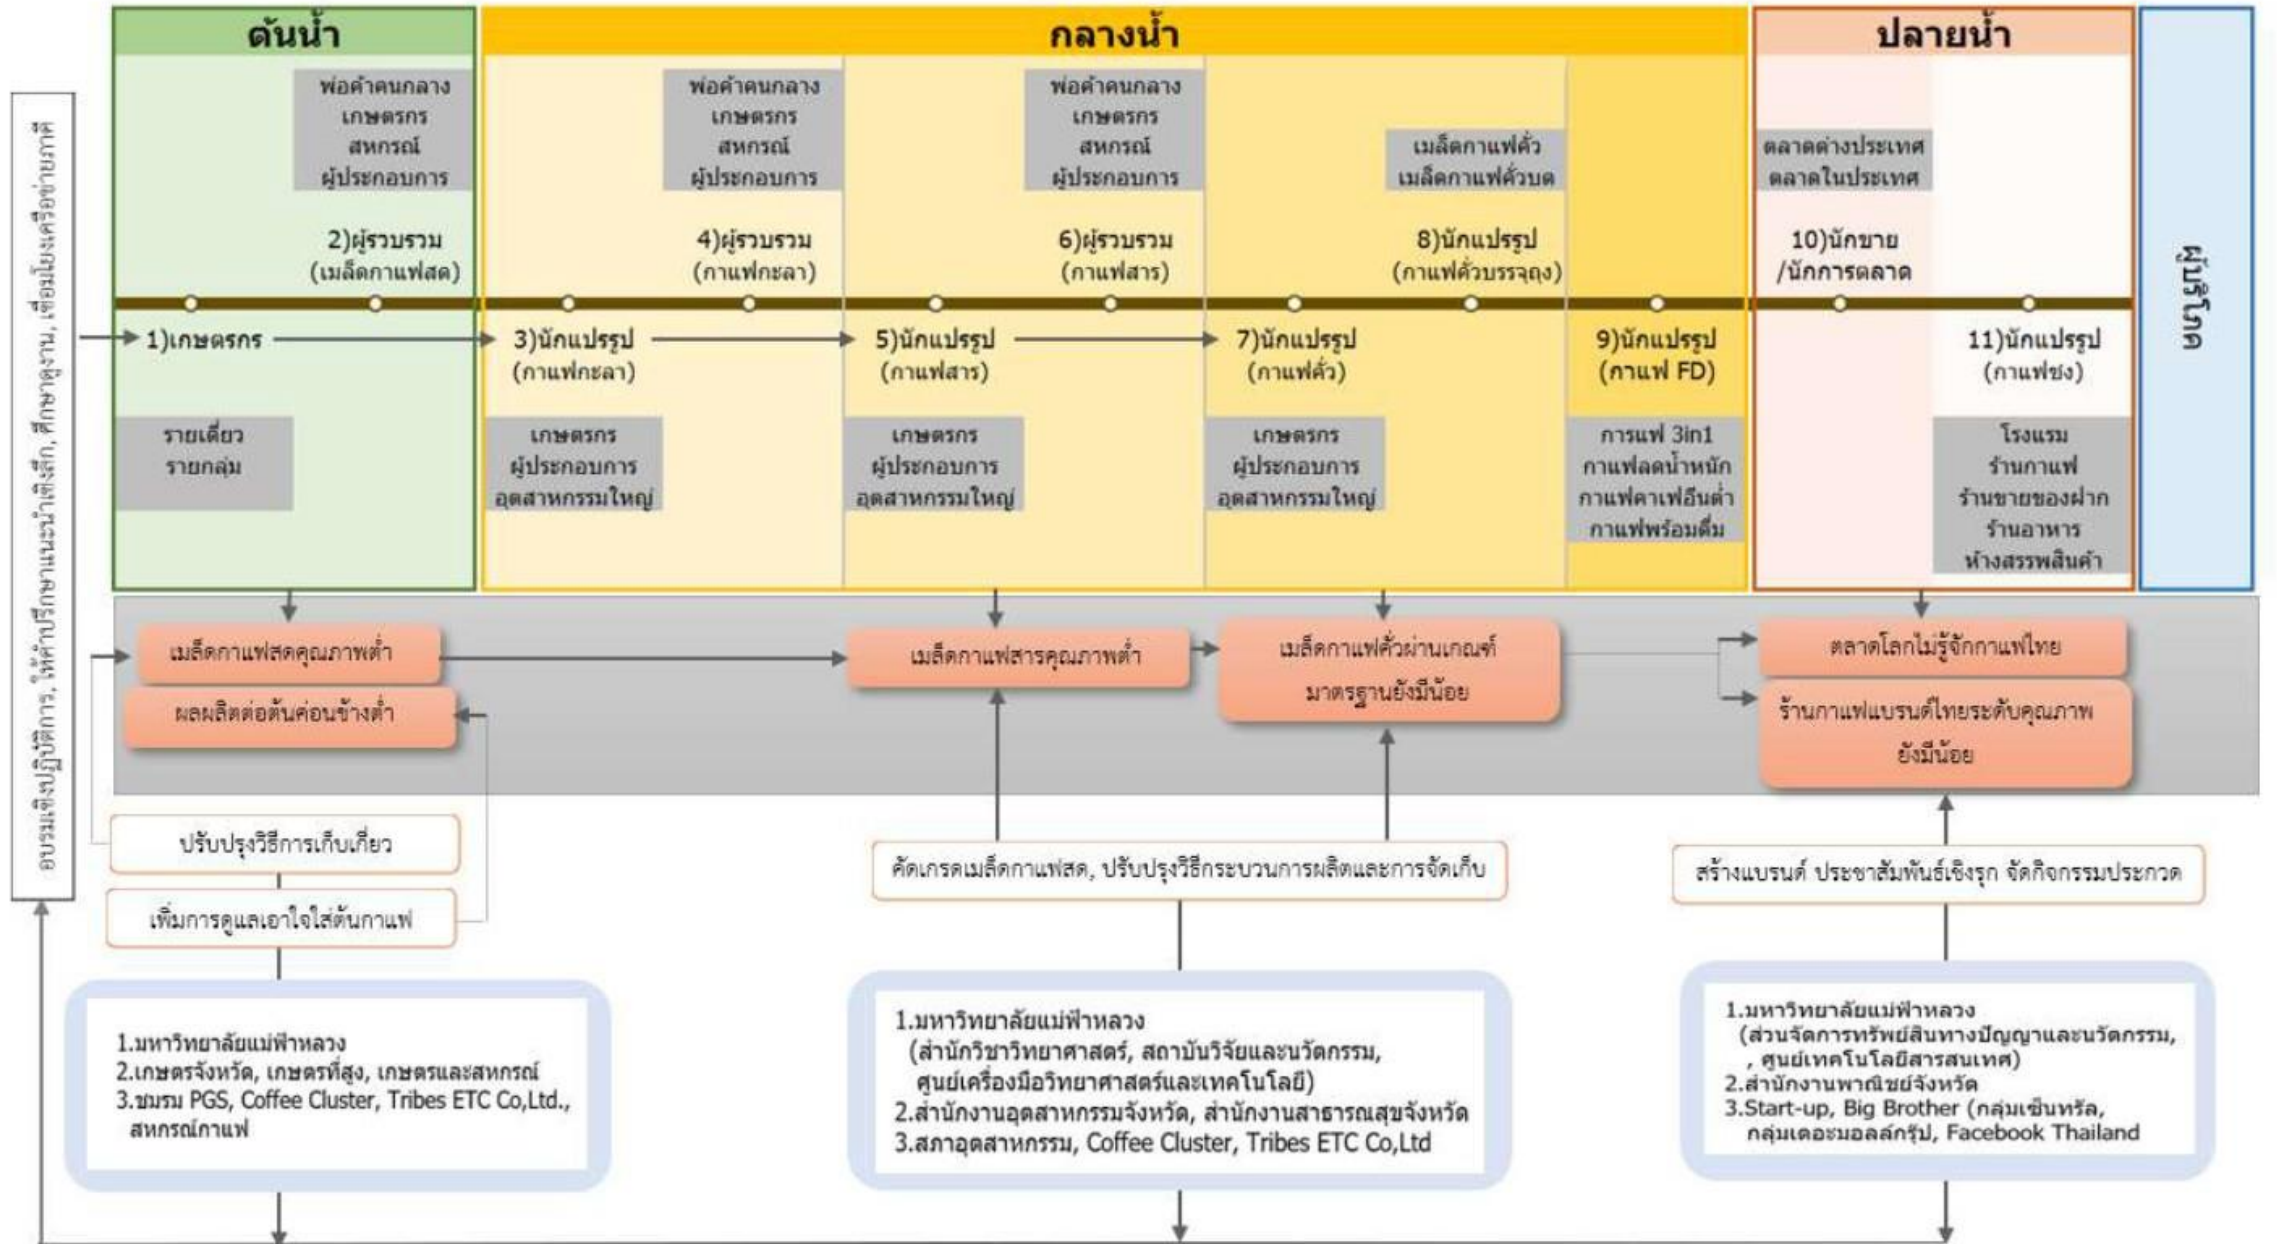 ต้นน้ำ
กลางน้ำ
ปลายน้ำ
ผู้บริโภค
อบรมเชิงปฏิบัติการ, ให้คำปรึกษาแนะนำเชิงลึก, ศึกษาดูงาน, เชื่อมโยงเครือข่ายภาคี
พ่อค้าคนกลาง
เกษตรกร
สหกรณ์
ผู้ประกอบการ
2)ผู้รวบรวม
(เมล็ดกาแฟสด)
พ่อค้าคนกลาง
เกษตรกร
สหกรณ์
ผู้ประกอบการ
4)ผู้รวบรวม
(กาแฟกะลา)
พ่อค้าคนกลาง
เกษตรกร
สหกรณ์
ผู้ประกอบการ
6)ผู้รวบรวม
(กาแฟสาร)
เมล็ดกาแฟคั่ว
เมล็ดกาแฟคั่วบด
8)นักแปรรูป
(กาแฟคั่วบรรจุถุง)
ตลาดต่างประเทศ
ตลาดในประเทศ
10)นักขาย
/นักการตลาด
1)เกษตรกร
รายเดี่ยว
รายกลุ่ม
3)นักแปรรูป
(กาแฟกะลา)
เกษตรกร
ผู้ประกอบการ
อุตสาหกรรมใหญ่
5)นักแปรรูป
(กาแฟสาร)
เกษตรกร
ผู้ประกอบการ
อุตสาหกรรมใหญ่
7)นักแปรรูป
(กาแฟคั่ว)
เกษตรกร
ผู้ประกอบการ
อุตสาหกรรมใหญ่
9)นักแปรรูป
(กาแฟ FD)
การแฟ 3in1
กาแฟลดน้ำหนัก
กาแฟคาเฟอีนต่ำ
กาแฟพร้อมดื่ม
11)นักแปรรูป
(กาแฟชง)
โรงแรม
ร้านกาแฟ
ร้านขายของฝาก
ร้านอาหาร
ห้างสรรพสินค้า
เมล็ดกาแฟสดคุณภาพต่ำ
ผลผลิตต่อต้นค่อนข้างต่ำ
เมล็ดกาแฟสารคุณภาพต่ำ
เมล็ดกาแฟคั่วผ่านเกณฑ์
มาตรฐานยังมีน้อย
ตลาดโลกไม่รู้จักกาแฟไทย
ร้านกาแฟแบรนด์ไทยระดับคุณภาพ
ยังมีน้อย
ปรับปรุงวิธีการเก็บเกี่ยว
เพิ่มการดูแลเอาใจใส่ต้นกาแฟ
คัดเกรดเมล็ดกาแฟสด, ปรับปรุงวิธีกระบวนการผลิตและการจัดเก็บ
สร้างแบรนด์ ประชาสัมพันธ์เชิงรุก จัดกิจกรรมประกวด
1.มหาวิทยาลัยแม่ฟ้าหลวง
2.เกษตรจังหวัด, เกษตรที่สูง, เกษตรและสหกรณ์
3.ชมรม PGS, Coffee Cluster, Tribes ETC Co,Ltd.,
สหกรณ์กาแฟ
1.มหาวิทยาลัยแม่ฟ้าหลวง
(สำนักวิชาวิทยาศาสตร์, สถาบันวิจัยและนวัตกรรม,
ศูนย์เครื่องมือวิทยาศาสตร์และเทคโนโลยี)
2.สำนักงานอุตสาหกรรมจังหวัด, สำนักงานสาธารณสุขจังหวัด
3.สภาอุตสาหกรรม, Coffee Cluster, Tribes ETC Co,Ltd
1.มหาวิทยาลัยแม่ฟ้าหลวง
(ส่วนจัดการทรัพย์สินทางปัญญาและนวัตกรรม,
, ศูนย์เทคโนโลยีสารสนเทศ)
2.สำนักงานพาณิชย์จังหวัด
3.Start-up, Big Brother (กลุ่มเซ็นทรัล,
กลุ่มเดอะมอลล์กรุ๊ป, Facebook Thailand